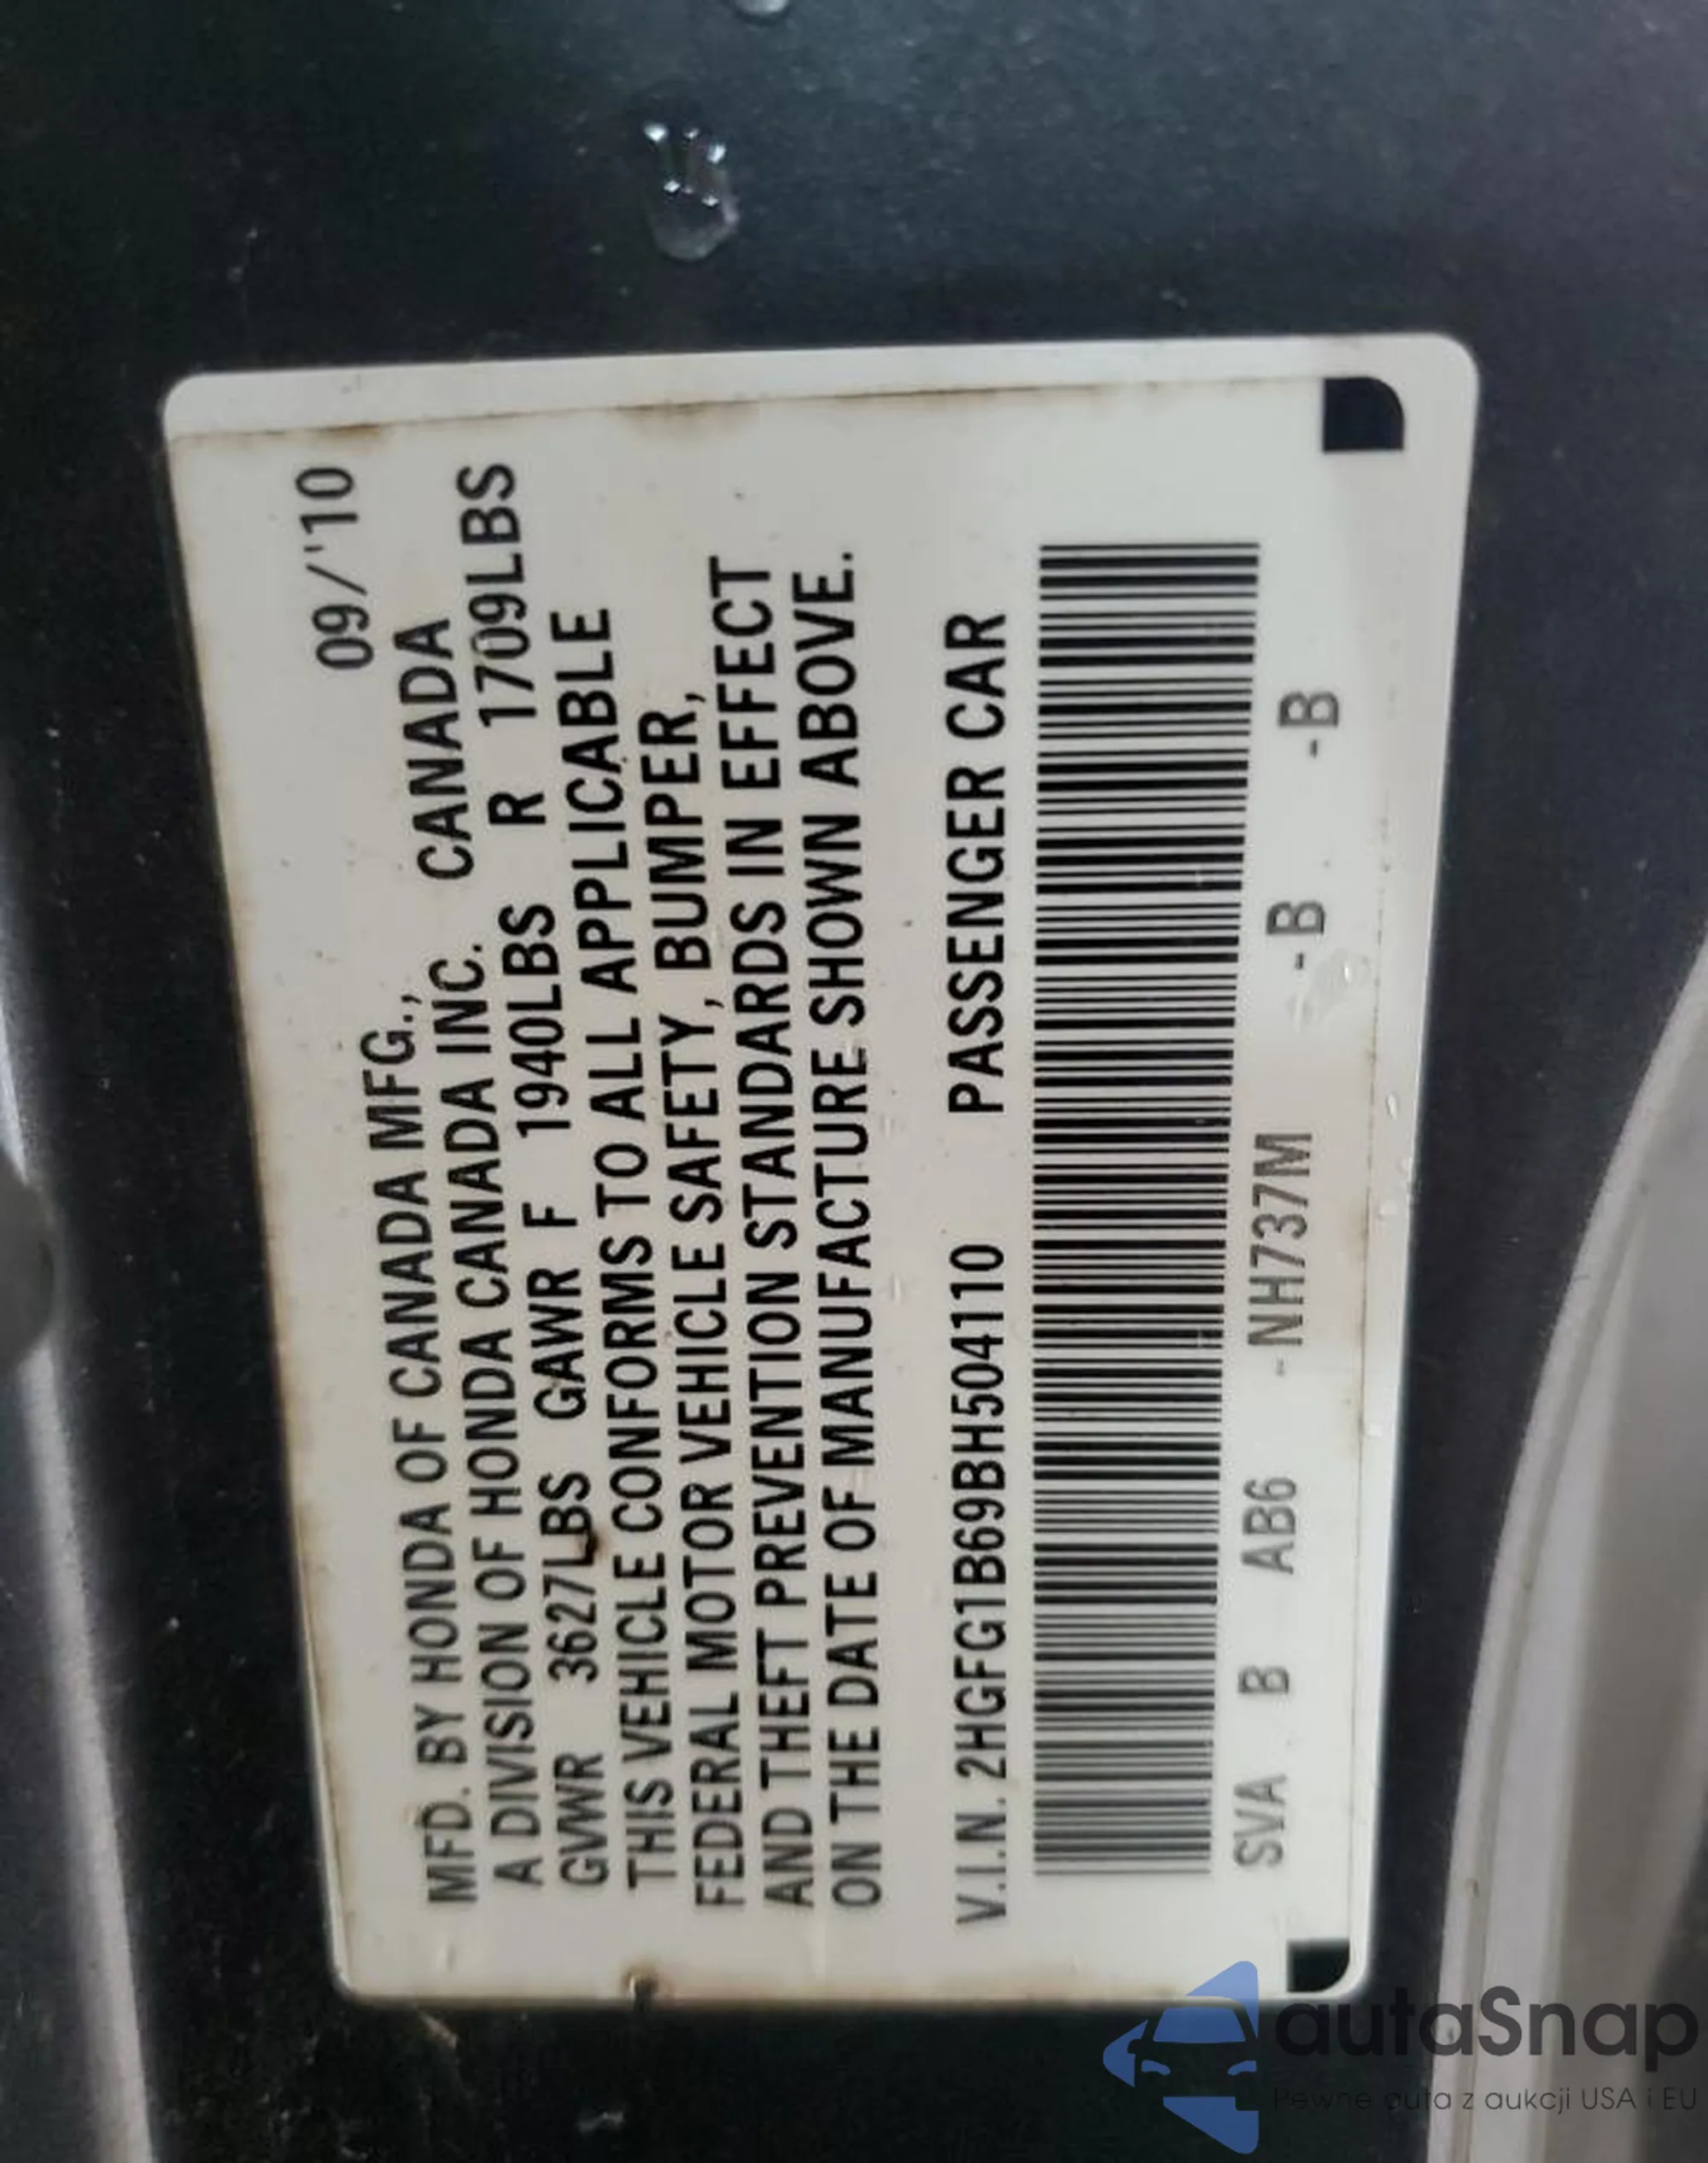 09/'10
MFD. BY HONDA OF CANADA MFG.,
A DIVISION OF HONDA CANADA INC. CANADA
GVWR 3627LBS GAWR F 1940LBS R 1709LBS
THIS VEHICLE CONFORMS TO ALL APPLICABLE
FEDERAL MOTOR VEHICLE SAFETY, BUMPER,
AND THEFT PREVENTION STANDARDS IN EFFECT
ON THE DATE OF MANUFACTURE SHOWN ABOVE.
V.I.N. 2HGFG1B69BH504110 PASSENGER CAR
SVA B AB6 -NH737M -B -B
autaSnap
Pewne auta z aukcji USA i EU